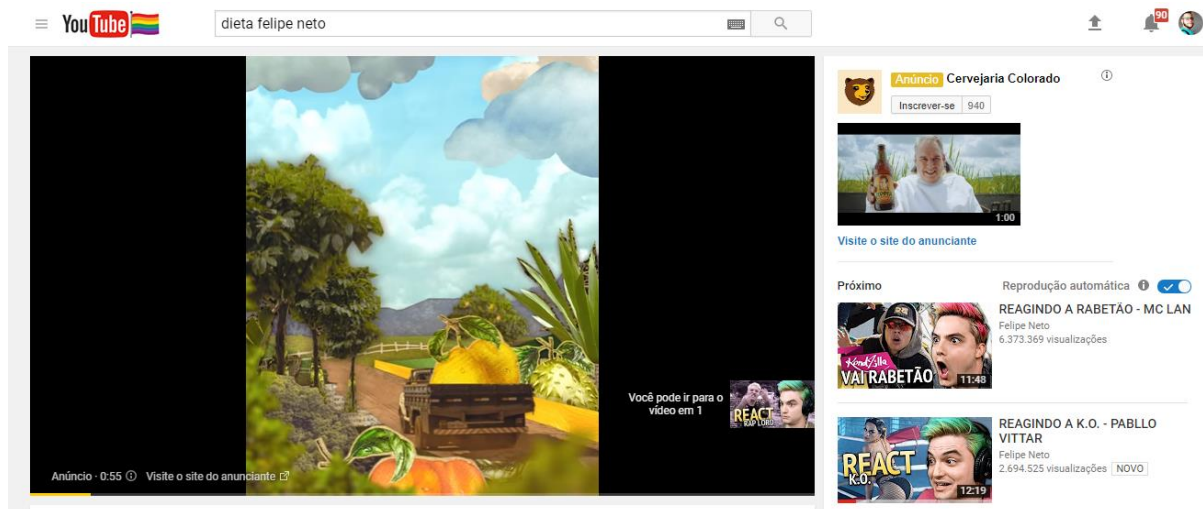 YouTube
dieta felipe neto
90
Anúncio Cervejaria Colorado
Inscrever-se 940
1:00
Visite o site do anunciante
Você pode ir para o
vídeo em 1
REACT
RAP LORD
Anúncio · 0:55 Visite o site do anunciante
Próximo
Reprodução automática
KondZilla
VAI RABETÃO
11:48
REAGINDO A RABETÃO - MC LAN
Felipe Neto
6.373.369 visualizações
REACT
K.O.
12:19
REAGINDO A K.O. - PABLLO
VITTAR
Felipe Neto
2.694.525 visualizações NOVO